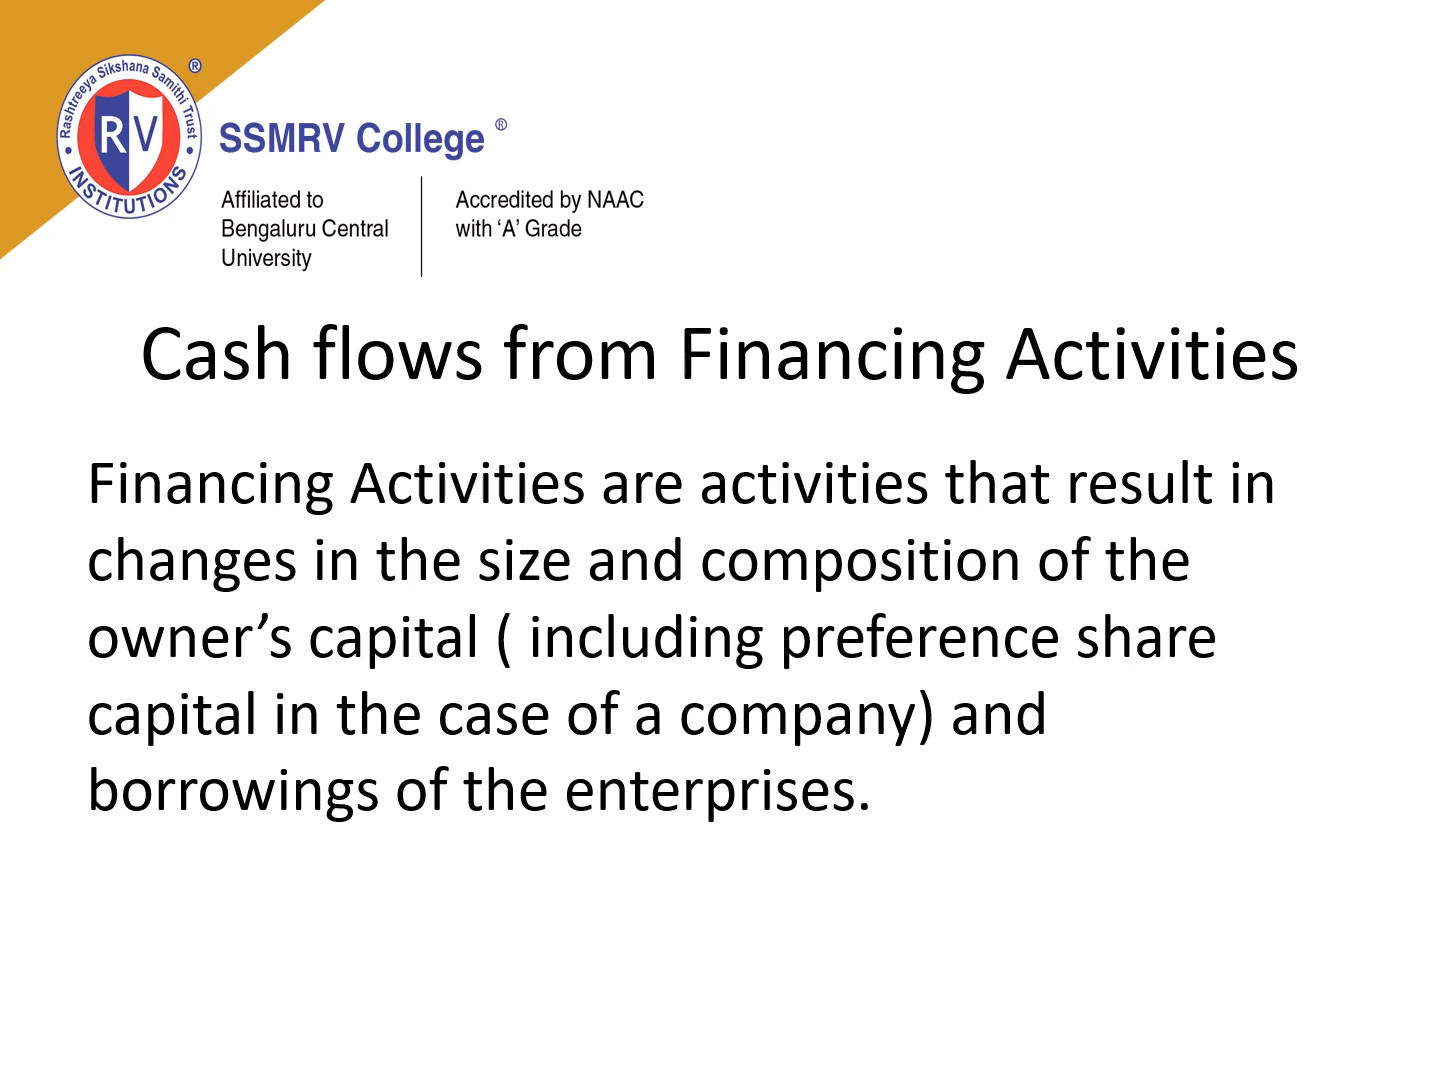 Rashtreeya Sikshana Samithi Trust ®
RV
INSTITUTIONS
SSMRV College ®
Affiliated to
Bengaluru Central
University
Accredited by NAAC
with ‘A’ Grade
Cash flows from Financing Activities
Financing Activities are activities that result in
changes in the size and composition of the
owner’s capital ( including preference share
capital in the case of a company) and
borrowings of the enterprises.